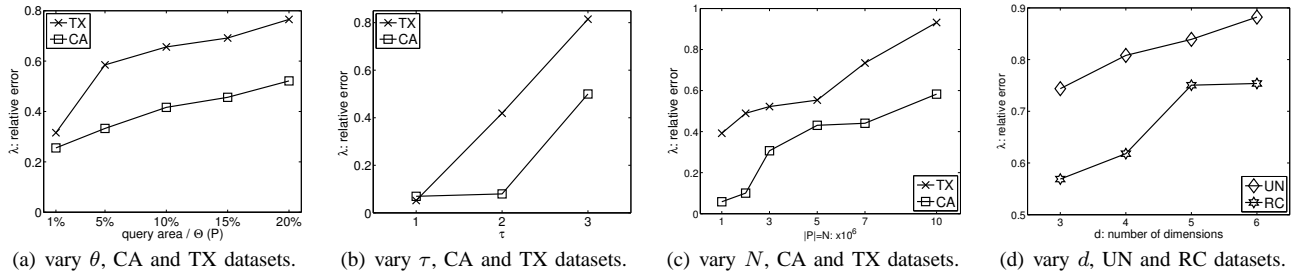 0.8
0.6
0.4
0.2
0
λ: relative error
TX
CA
1% 5% 10% 15% 20%
query area / Θ (P)
(a) vary θ, CA and TX datasets.
0.8
0.6
0.4
0.2
0
λ: relative error
TX
CA
1 2 3
τ
(b) vary τ, CA and TX datasets.
1
0.8
0.6
0.4
0.2
0
λ: relative error
TX
CA
1 3 5 7 10
|P|=N: x10⁶
(c) vary N, CA and TX datasets.
0.9
0.8
0.7
0.6
0.5
λ: relative error
UN
RC
3 4 5 6
d: number of dimensions
(d) vary d, UN and RC datasets.